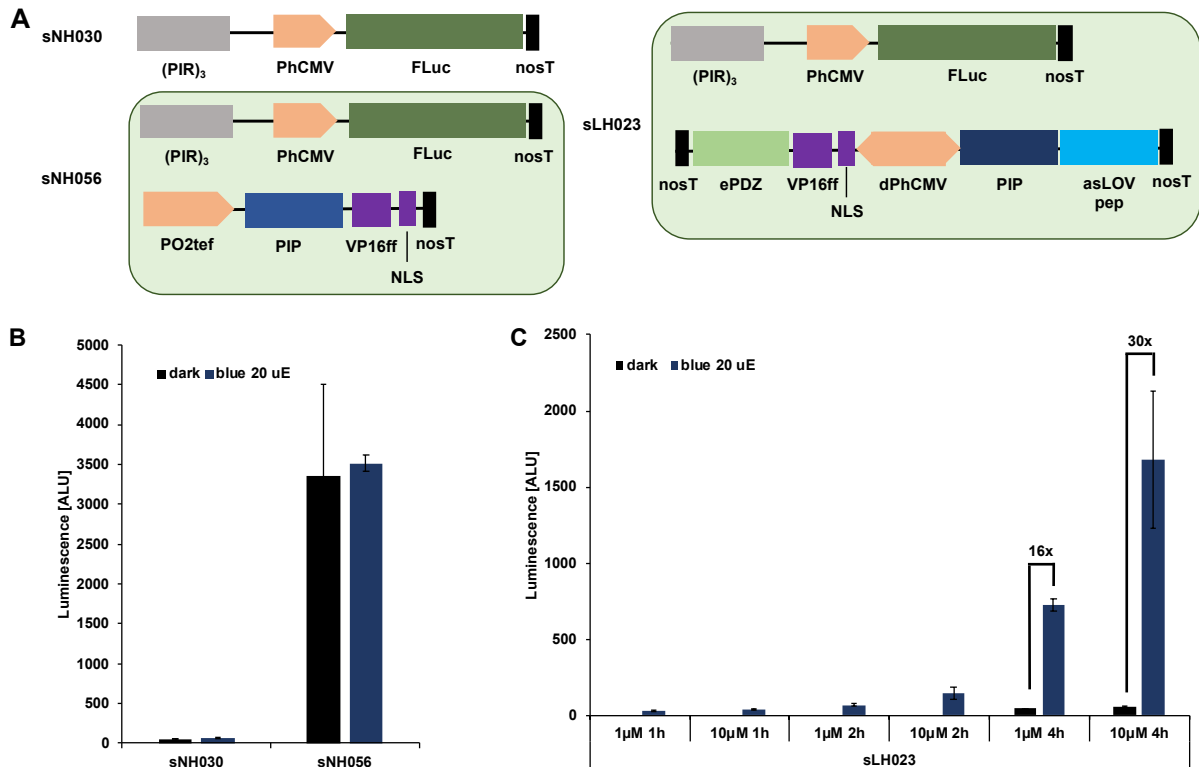 A
sNH030
(PIR)₃ PhCMV FLuc nosT
sNH056
(PIR)₃ PhCMV FLuc nosT
PO2tef PIP VP16ff nosT
NLS
sLH023
(PIR)₃ PhCMV FLuc nosT
nosT ePDZ VP16ff dPhCMV PIP asLOV nosT
NLS pep
B
Luminescence [ALU]
5000
4500
4000
3500
3000
2500
2000
1500
1000
500
0
dark blue 20 uE
sNH030 sNH056
C
Luminescence [ALU]
2500
2000
1500
1000
500
0
dark blue 20 uE
16x
30x
1μM 1h 10μM 1h 1μM 2h 10μM 2h 1μM 4h 10μM 4h
sLH023